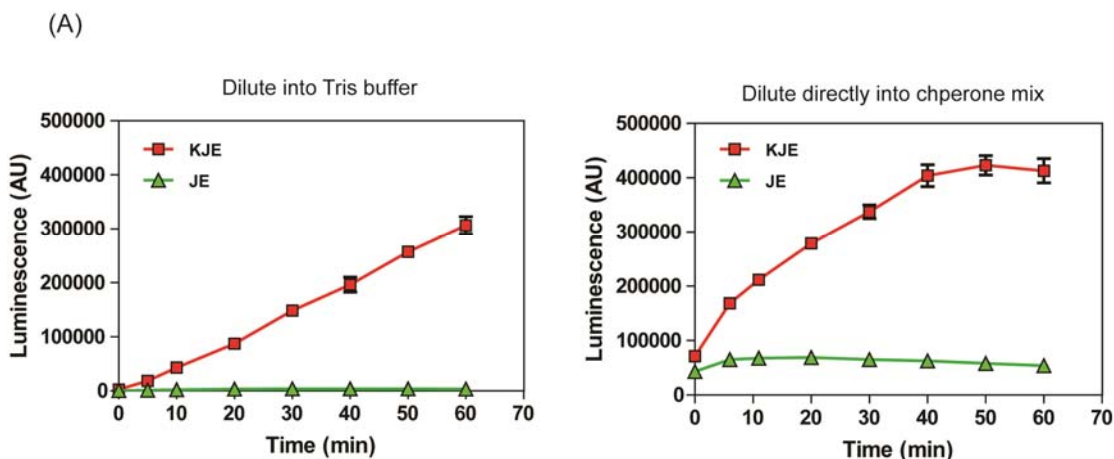 (A)
Dilute into Tris buffer
500000
400000
300000
200000
100000
0
Luminescence (AU)
KJE
JE
0 10 20 30 40 50 60 70
Time (min)
Dilute directly into chperone mix
500000
400000
300000
200000
100000
0
Luminescence (AU)
KJE
JE
0 10 20 30 40 50 60 70
Time (min)